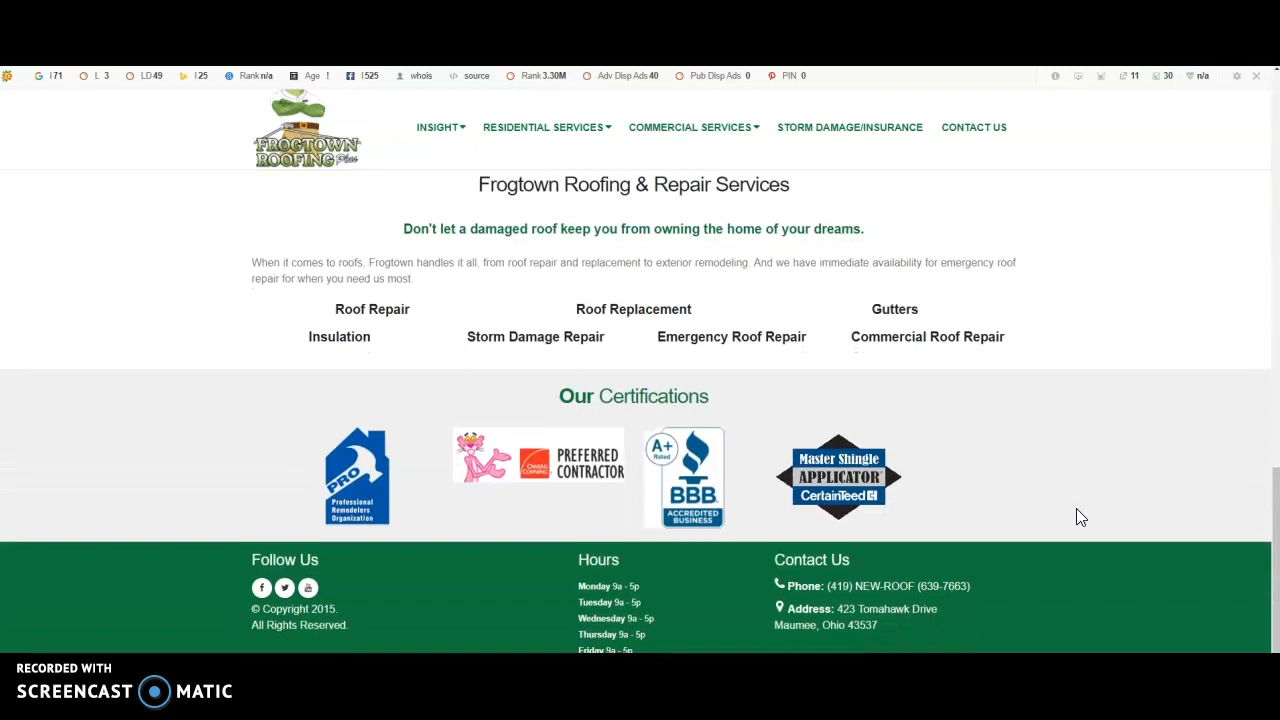 I 71 L 3 LD 49 I 25 Rank n/a Age ! I 525 whois source Rank 3.30M Adv Disp Ads 40 Pub Disp Ads 0 PIN 0 11 30 n/a
FROGTOWN
ROOFING Plus
INSIGHT RESIDENTIAL SERVICES COMMERCIAL SERVICES STORM DAMAGE/INSURANCE CONTACT US
Frogtown Roofing & Repair Services
Don't let a damaged roof keep you from owning the home of your dreams.
When it comes to roofs, Frogtown handles it all, from roof repair and replacement to exterior remodeling. And we have immediate availability for emergency roof
repair for when you need us most.
Roof Repair Roof Replacement Gutters
Insulation Storm Damage Repair Emergency Roof Repair Commercial Roof Repair
Our Certifications
PRO
Professional
Remodelers
Organization
OWENS CORNING
PREFERRED
CONTRACTOR
A+
Rated
BBB
ACCREDITED
BUSINESS
Master Shingle
APPLICATOR
CertainTeed
Follow Us
© Copyright 2015.
All Rights Reserved.
Hours
Monday 9a - 5p
Tuesday 9a - 5p
Wednesday 9a - 5p
Thursday 9a - 5p
Friday 9a - 5p
Contact Us
Phone: (419) NEW-ROOF (639-7663)
Address: 423 Tomahawk Drive
Maumee, Ohio 43537
RECORDED WITH
SCREENCAST MATIC